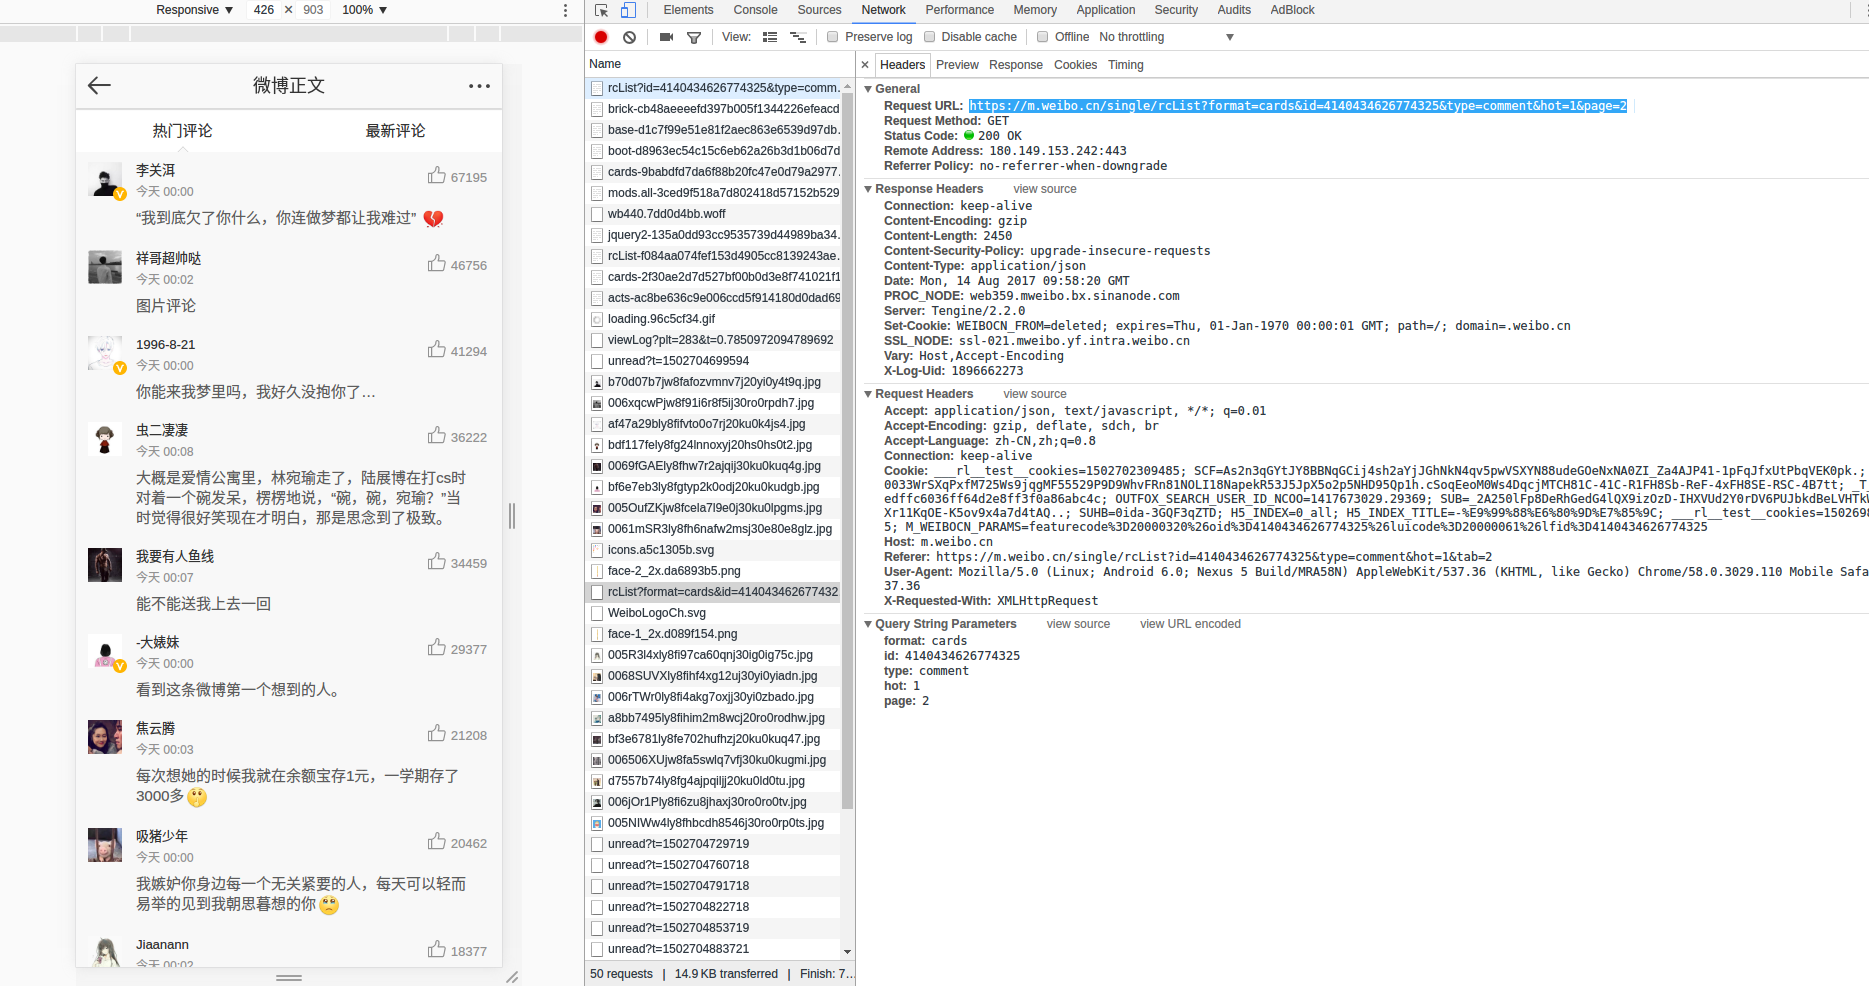 Responsive ▼ 426 × 903 100% ▼
Elements Console Sources Network Performance Memory Application Security Audits AdBlock
View: Preserve log Disable cache Offline No throttling ▼
微博正文
热门评论 最新评论
李关洱
今天 00:00
67195
“我到底欠了你什么，你连做梦都让我难过”
祥哥超帅哒
今天 00:02
46756
图片评论
1996-8-21
今天 00:00
41294
你能来我梦里吗，我好久没抱你了…
虫二凄凄
今天 00:08
36222
大概是爱情公寓里，林宛瑜走了，陆展博在打cs时
对着一个碗发呆，楞楞地说，“碗，碗，宛瑜？”当
时觉得很好笑现在才明白，那是思念到了极致。
我要有人鱼线
今天 00:07
34459
能不能送我上去一回
-大婊妹
今天 00:00
29377
看到这条微博第一个想到的人。
焦云腾
今天 00:03
21208
每次想她的时候我就在余额宝存1元，一学期存了
3000多
吸猪少年
今天 00:00
20462
我嫉妒你身边每一个无关紧要的人，每天可以轻而
易举的见到我朝思暮想的你
Jiaanann
今天 00:02
18377
Name
rcList?id=4140434626774325&type=comm…
brick-cb48aeeeefd397b005f1344226efeacd
base-d1c7f99e51e81f2aec863e6539d97db…
boot-d8963ec54c15c6eb62a26b3d1b06d7d
cards-9babdfd7da6f88b20fc47e0d79a2977…
mods.all-3ced9f518a7d802418d57152b529
wb440.7dd0d4bb.woff
jquery2-135a0dd93cc9535739d44989ba34…
rcList-f084aa074fef153d4905cc8139243ae…
cards-2f30ae2d7d527bf00b0d3e8f741021f1
acts-ac8be636c9e006ccd5f914180d0dad69
loading.96c5cf34.gif
viewLog?plt=283&t=0.7850972094789692
unread?t=1502704699594
b70d07b7jw8fafozvmnv7j20yi0y4t9q.jpg
006xqcwPjw8f91i6r8f5ij30ro0rpdh7.jpg
af47a29bly8fifvto0o7rj20ku0k4js4.jpg
bdf117fely8fg24lnnoxyj20hs0hs0t2.jpg
0069fGAEly8fhw7r2ajqij30ku0kuq4g.jpg
bf6e7eb3ly8fgtyp2k0odj20ku0kudgb.jpg
005OufZKjw8fcela7l9e0j30ku0lpgms.jpg
0061mSR3ly8fh6nafw2msj30e80e8glz.jpg
icons.a5c1305b.svg
face-2_2x.da6893b5.png
rcList?format=cards&id=414043462677432
WeiboLogoCh.svg
face-1_2x.d089f154.png
005R3l4xly8fi97ca60qnj30ig0ig75c.jpg
0068SUVXly8fihf4xg12uj30yi0yiadn.jpg
006rTWr0ly8fi4akg7oxjj30yi0zbado.jpg
a8bb7495ly8fihim2m8wcj20ro0rodhw.jpg
bf3e6781ly8fe702hufhzj20ku0kuq47.jpg
006506XUjw8fa5swlq7vfj30ku0kugmi.jpg
d7557b74ly8fg4ajpqiljj20ku0ld0tu.jpg
006jOr1Ply8fi6zu8jhaxj30ro0ro0tv.jpg
005NIWw4ly8fhbcdh8546j30ro0rp0ts.jpg
unread?t=1502704729719
unread?t=1502704760718
unread?t=1502704791718
unread?t=1502704822718
unread?t=1502704853719
unread?t=1502704883721
50 requests | 14.9 KB transferred | Finish: 7…
× Headers Preview Response Cookies Timing
▼ General
Request URL: https://m.weibo.cn/single/rcList?format=cards&id=4140434626774325&type=comment&hot=1&page=2
Request Method: GET
Status Code: 200 OK
Remote Address: 180.149.153.242:443
Referrer Policy: no-referrer-when-downgrade
▼ Response Headers view source
Connection: keep-alive
Content-Encoding: gzip
Content-Length: 2450
Content-Security-Policy: upgrade-insecure-requests
Content-Type: application/json
Date: Mon, 14 Aug 2017 09:58:20 GMT
PROC_NODE: web359.mweibo.bx.sinanode.com
Server: Tengine/2.2.0
Set-Cookie: WEIBOCN_FROM=deleted; expires=Thu, 01-Jan-1970 00:00:01 GMT; path=/; domain=.weibo.cn
SSL_NODE: ssl-021.mweibo.yf.intra.weibo.cn
Vary: Host,Accept-Encoding
X-Log-Uid: 1896662273
▼ Request Headers view source
Accept: application/json, text/javascript, */*; q=0.01
Accept-Encoding: gzip, deflate, sdch, br
Accept-Language: zh-CN,zh;q=0.8
Connection: keep-alive
Cookie: ___rl__test__cookies=1502702309485; SCF=As2n3qGYtJY8BBNqGCij4sh2aYjJGhNkN4qv5pwVSXYN88udeGOeNxNA0ZI_Za4AJP41-1pFqJfxUtPbqVEK0pk.;
0033WrSXqPxfM725Ws9jqgMF55529P9D9WhvFRn81NOLI18NapekR53J5JpX5o2p5NHD95Qp1h.cSoqEeoM0Ws4DqcjMTCH81C-41C-R1FH8Sb-ReF-4xFH8SE-RSC-4B7tt; _T_
edffc6036ff64d2e8ff3f0a86abc4c; OUTFOX_SEARCH_USER_ID_NCOO=1417673029.29369; SUB=_2A250lFp8DeRhGedG4lQX9izOzD-IHXVUd2Y0rDV6PUJbkdBeLVHTkW
Xr11KqOE-K5ov9x4a7d4tAQ..; SUHB=0ida-3GQF3qZTD; H5_INDEX=0_all; H5_INDEX_TITLE=-%E9%99%88%E6%80%9D%E7%85%9C; ___rl__test__cookies=1502698
5; M_WEIBOCN_PARAMS=featurecode%3D20000320%26oid%3D4140434626774325%26luicode%3D20000061%26lfid%3D4140434626774325
Host: m.weibo.cn
Referer: https://m.weibo.cn/single/rcList?id=4140434626774325&type=comment&hot=1&tab=2
User-Agent: Mozilla/5.0 (Linux; Android 6.0; Nexus 5 Build/MRA58N) AppleWebKit/537.36 (KHTML, like Gecko) Chrome/58.0.3029.110 Mobile Safa
37.36
X-Requested-With: XMLHttpRequest
▼ Query String Parameters view source view URL encoded
format: cards
id: 4140434626774325
type: comment
hot: 1
page: 2